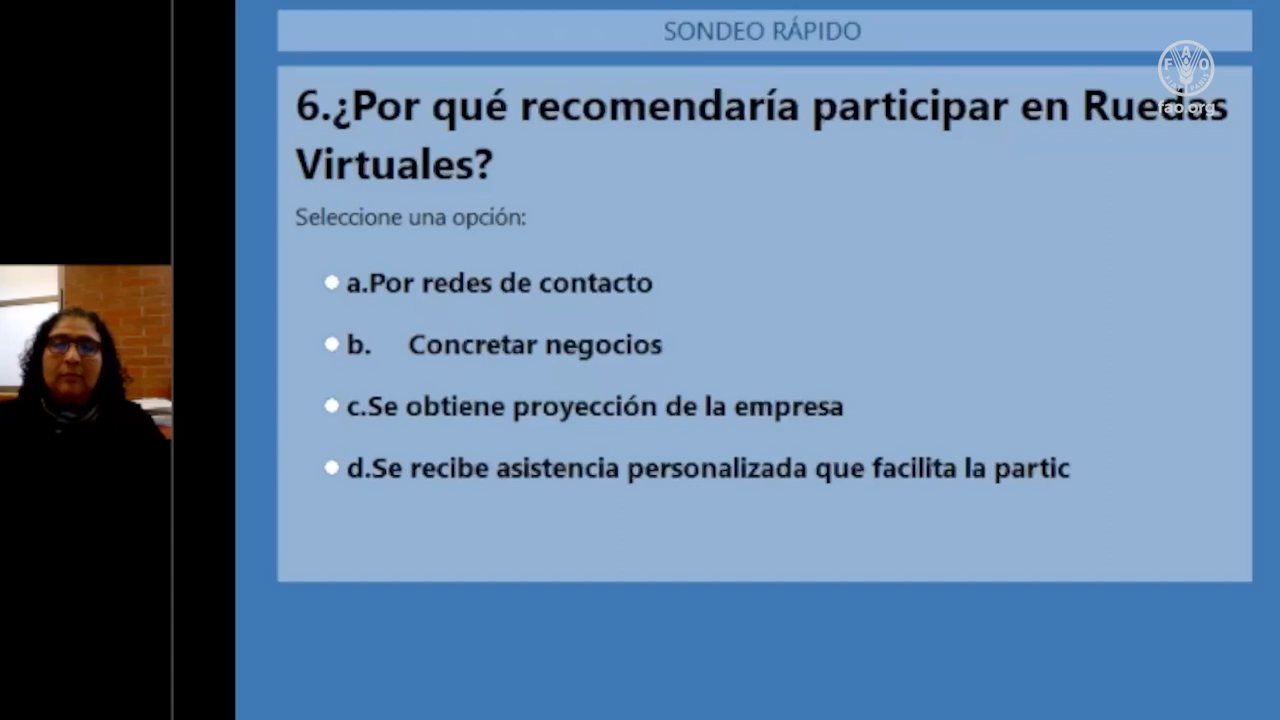 SONDEO RÁPIDO
6.¿Por qué recomendaría participar en Ruedas
Virtuales?
Seleccione una opción:
a.Por redes de contacto
b. Concretar negocios
c.Se obtiene proyección de la empresa
d.Se recibe asistencia personalizada que facilita la partic
FAO
fao.org